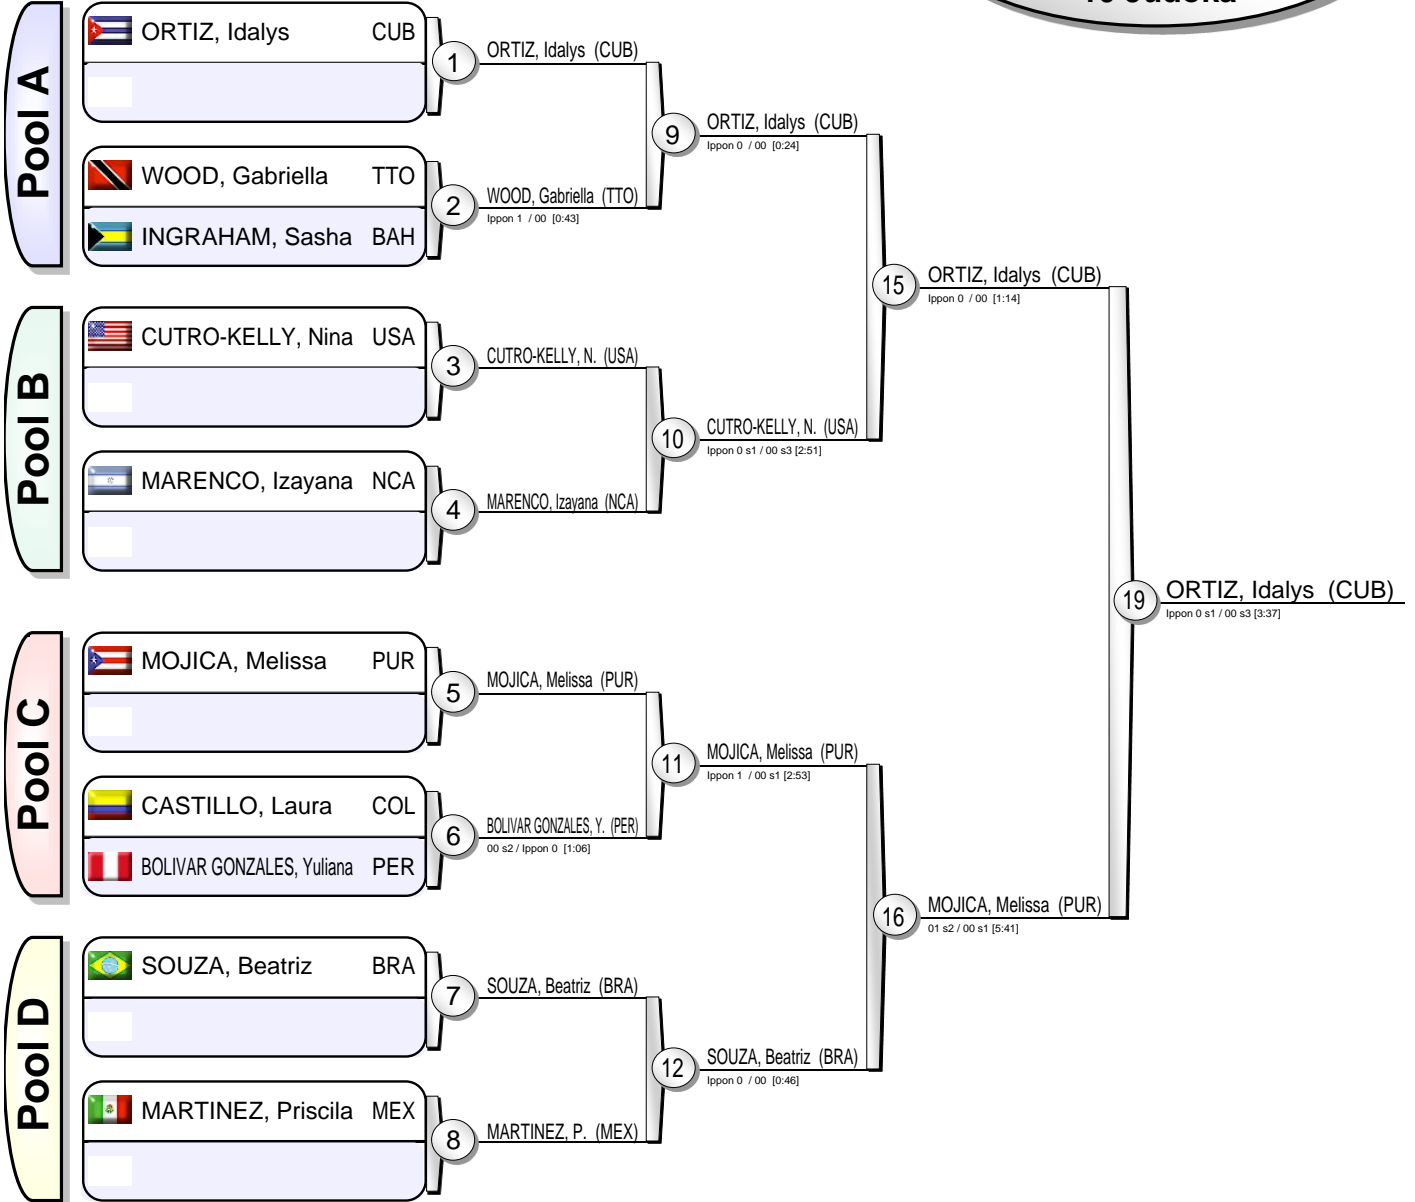 10 Judoka
Pool A
ORTIZ, Idalys CUB
1
ORTIZ, Idalys (CUB)
WOOD, Gabriella TTO
INGRAHAM, Sasha BAH
2
WOOD, Gabriella (TTO)
Ippon 1 / 00 [0:43]
9
ORTIZ, Idalys (CUB)
Ippon 0 / 00 [0:24]
Pool B
CUTRO-KELLY, Nina USA
3
CUTRO-KELLY, N. (USA)
MARENCO, Izayana NCA
4
MARENCO, Izayana (NCA)
10
CUTRO-KELLY, N. (USA)
Ippon 0 s1 / 00 s3 [2:51]
15
ORTIZ, Idalys (CUB)
Ippon 0 / 00 [1:14]
Pool C
MOJICA, Melissa PUR
5
MOJICA, Melissa (PUR)
CASTILLO, Laura COL
BOLIVAR GONZALES, Yuliana PER
6
BOLIVAR GONZALES, Y. (PER)
00 s2 / Ippon 0 [1:06]
11
MOJICA, Melissa (PUR)
Ippon 1 / 00 s1 [2:53]
Pool D
SOUZA, Beatriz BRA
7
SOUZA, Beatriz (BRA)
MARTINEZ, Priscila MEX
8
MARTINEZ, P. (MEX)
12
SOUZA, Beatriz (BRA)
Ippon 0 / 00 [0:46]
16
MOJICA, Melissa (PUR)
01 s2 / 00 s1 [5:41]
19
ORTIZ, Idalys (CUB)
Ippon 0 s1 / 00 s3 [3:37]